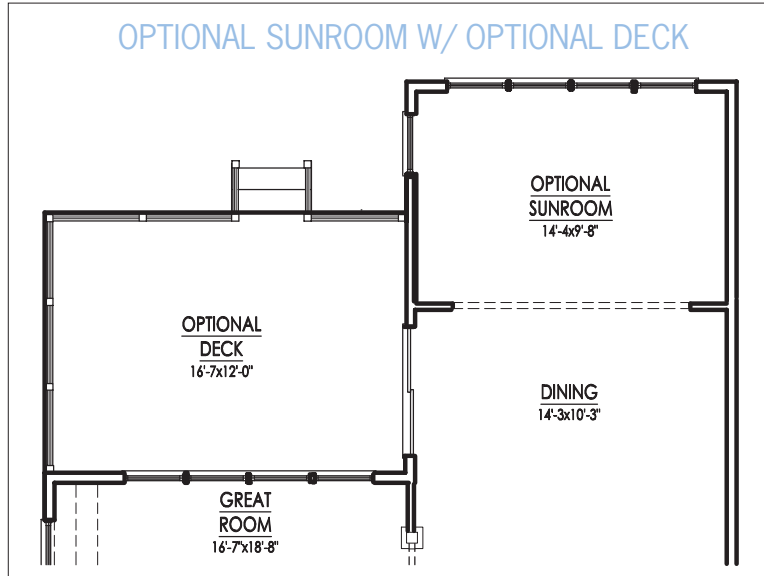 OPTIONAL SUNROOM W/ OPTIONAL DECK
OPTIONAL
SUNROOM
14'-4x9'-8"
OPTIONAL
DECK
16'-7x12'-0"
DINING
14'-3x10'-3"
GREAT
ROOM
16'-7"x18'-8"